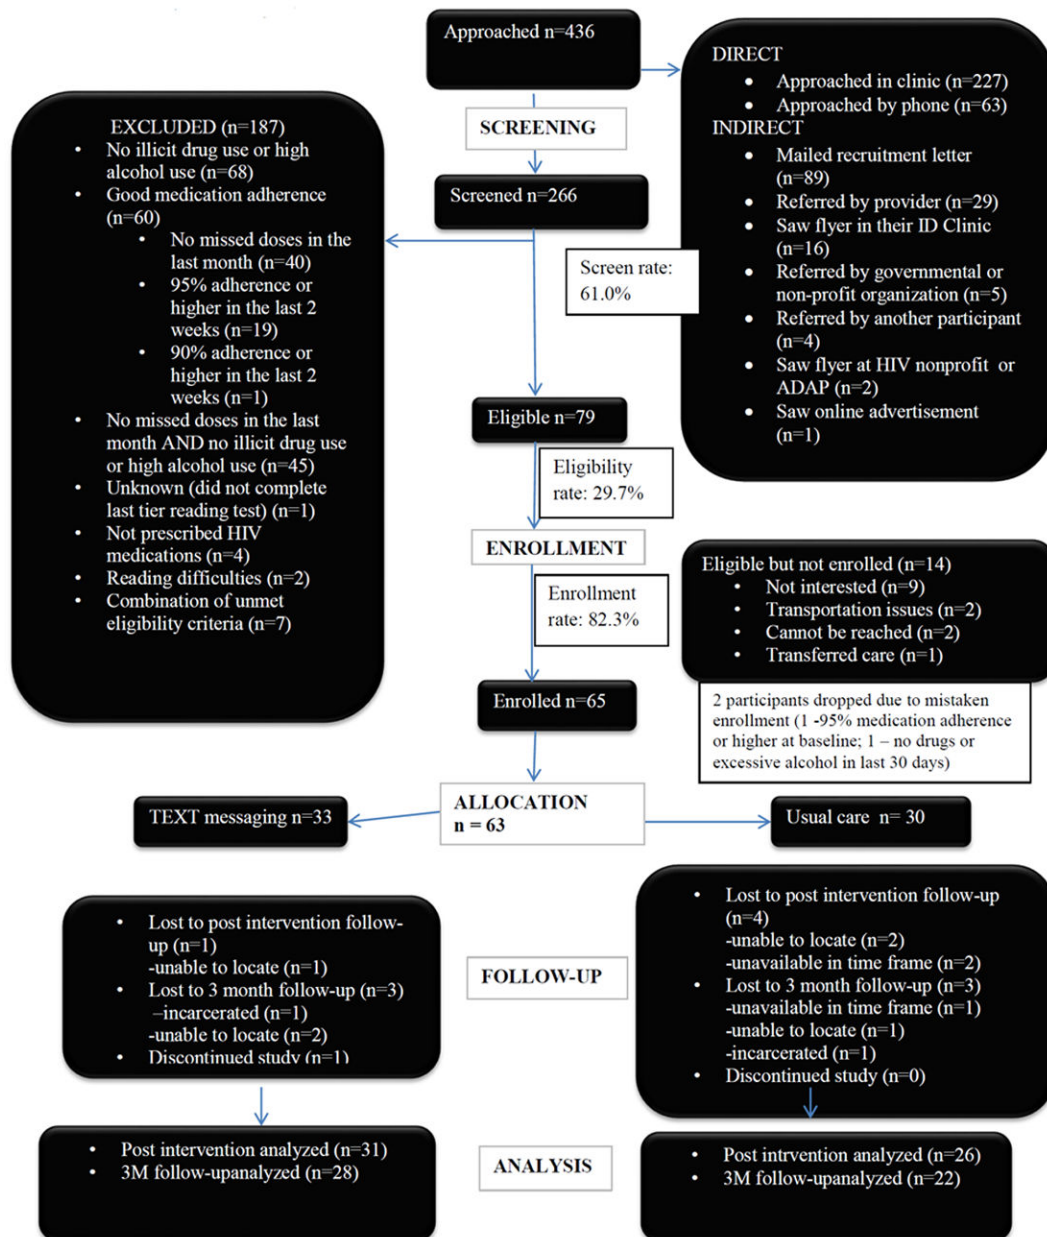 Approached n=436
DIRECT
• Approached in clinic (n=227)
• Approached by phone (n=63)
INDIRECT
• Mailed recruitment letter
(n=89)
• Referred by provider (n=29)
• Saw flyer in their ID Clinic
(n=16)
• Referred by governmental or
non-profit organization (n=5)
• Referred by another participant
(n=4)
• Saw flyer at HIV nonprofit or
ADAP (n=2)
• Saw online advertisement
(n=1)
SCREENING
Screened n=266
EXCLUDED (n=187)
• No illicit drug use or high
alcohol use (n=68)
• Good medication adherence
(n=60)
• No missed doses in the
last month (n=40)
• 95% adherence or
higher in the last 2
weeks (n=19)
• 90% adherence or
higher in the last 2
weeks (n=1)
• No missed doses in the last
month AND no illicit drug use
or high alcohol use (n=45)
• Unknown (did not complete
last tier reading test) (n=1)
• Not prescribed HIV
medications (n=4)
• Reading difficulties (n=2)
• Combination of unmet
eligibility criteria (n=7)
Screen rate:
61.0%
Eligible n=79
Eligibility
rate: 29.7%
ENROLLMENT
Enrollment
rate: 82.3%
Eligible but not enrolled (n=14)
• Not interested (n=9)
• Transportation issues (n=2)
• Cannot be reached (n=2)
• Transferred care (n=1)
Enrolled n=65
2 participants dropped due to mistaken
enrollment (1 -95% medication adherence
or higher at baseline; 1 – no drugs or
excessive alcohol in last 30 days)
ALLOCATION
n = 63
TEXT messaging n=33
Usual care n= 30
• Lost to post intervention follow-
up (n=1)
-unable to locate (n=1)
• Lost to 3 month follow-up (n=3)
–incarcerated (n=1)
-unable to locate (n=2)
• Discontinued study (n=1)
FOLLOW-UP
• Lost to post intervention follow-up
(n=4)
-unable to locate (n=2)
-unavailable in time frame (n=2)
• Lost to 3 month follow-up (n=3)
-unavailable in time frame (n=1)
-unable to locate (n=1)
-incarcerated (n=1)
• Discontinued study (n=0)
• Post intervention analyzed (n=31)
• 3M follow-upanalyzed (n=28)
ANALYSIS
• Post intrvention analyzed (n=26)
• 3M follow-upanalyzed (n=22)